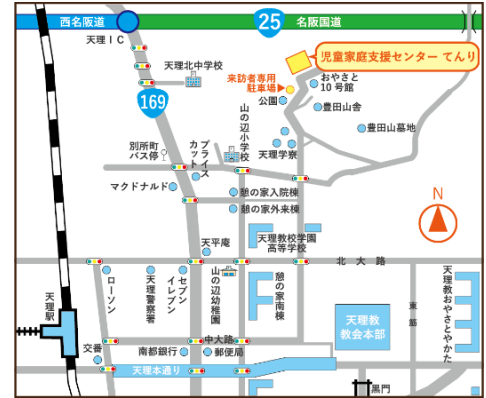 西名阪道
25
名阪国道
天理IC
天理北中学校
児童家庭支援センター てんり
来訪者専用
駐車場
おやさと
10号館
169
公園
豊田山舎
豊田山墓地
別所町
バス停
プライス
カット
山の辺小学校
天理学寮
マクドナルド
憩の家入院棟
憩の家外来棟
N
天平庵
天理教校学園
高等学校
北大路
ローソン
天理警察署
セブン
イレブン
山の辺幼稚園
憩の家南棟
天理教
教会本部
東筋
天理教おやさとやかた
天理駅
交番
中大路
南都銀行
郵便局
天理本通り
黒門